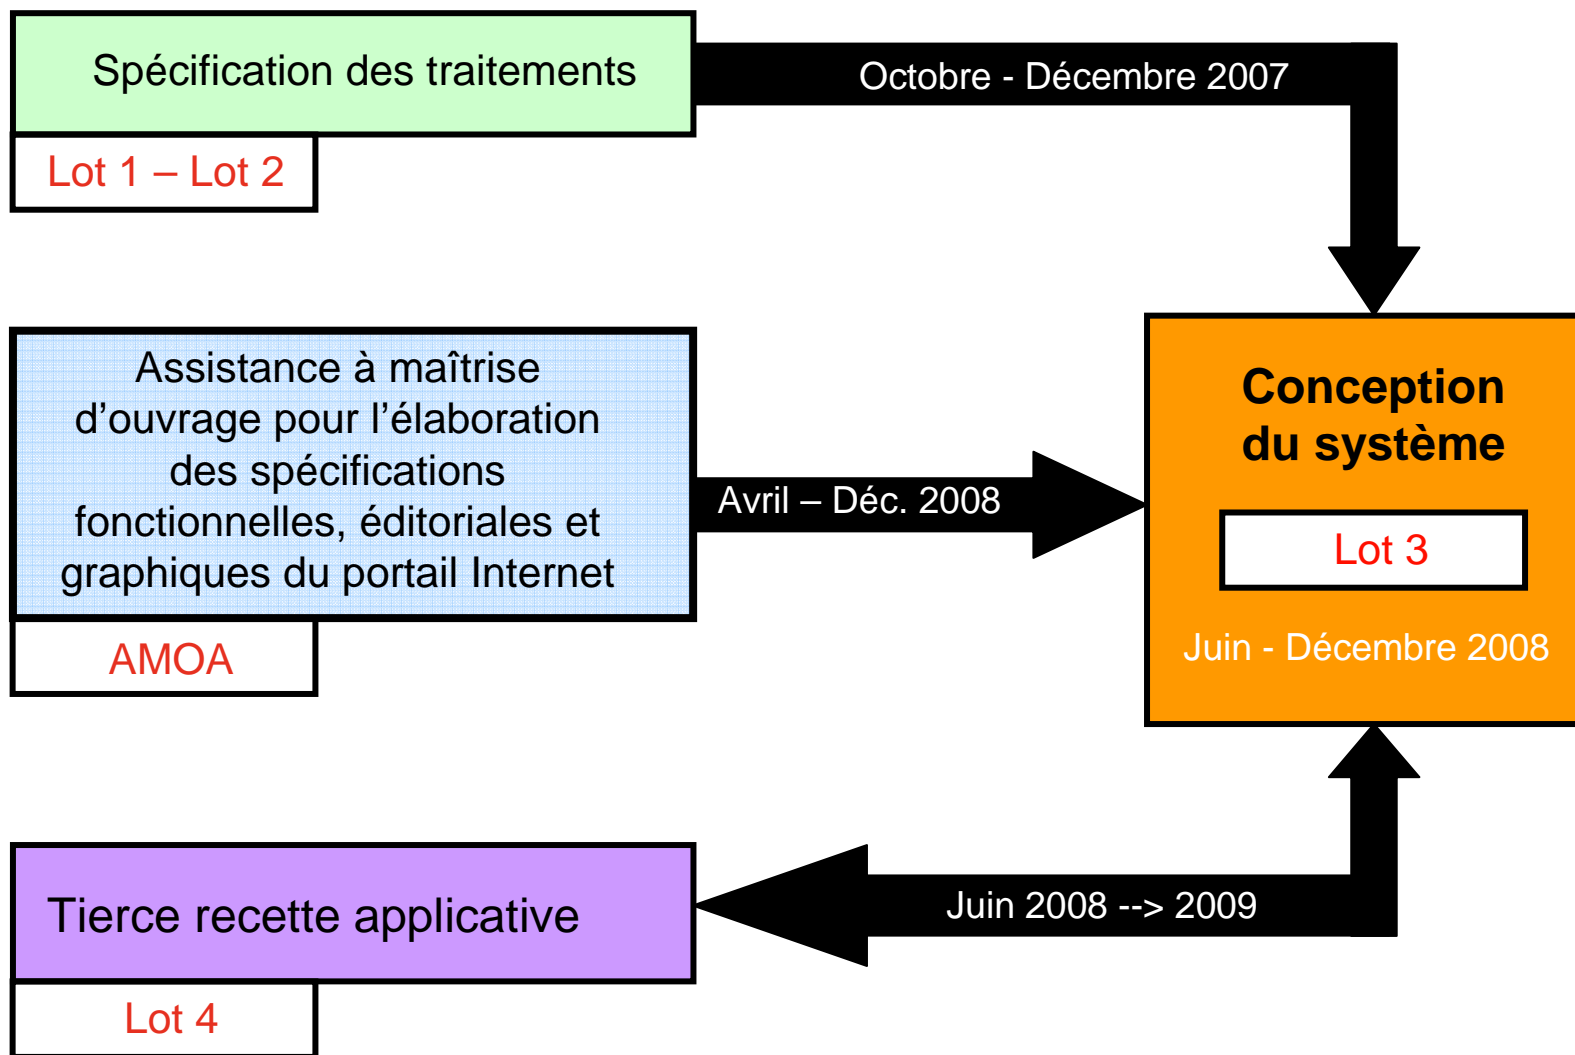 Spécification des traitements
Octobre - Décembre 2007
Lot 1 – Lot 2
Assistance à maîtrise
d’ouvrage pour l’élaboration
des spécifications
fonctionnelles, éditoriales et
graphiques du portail Internet
AMOA
Avril – Déc. 2008
Conception
du système
Lot 3
Juin - Décembre 2008
Tierce recette applicative
Juin 2008 --> 2009
Lot 4